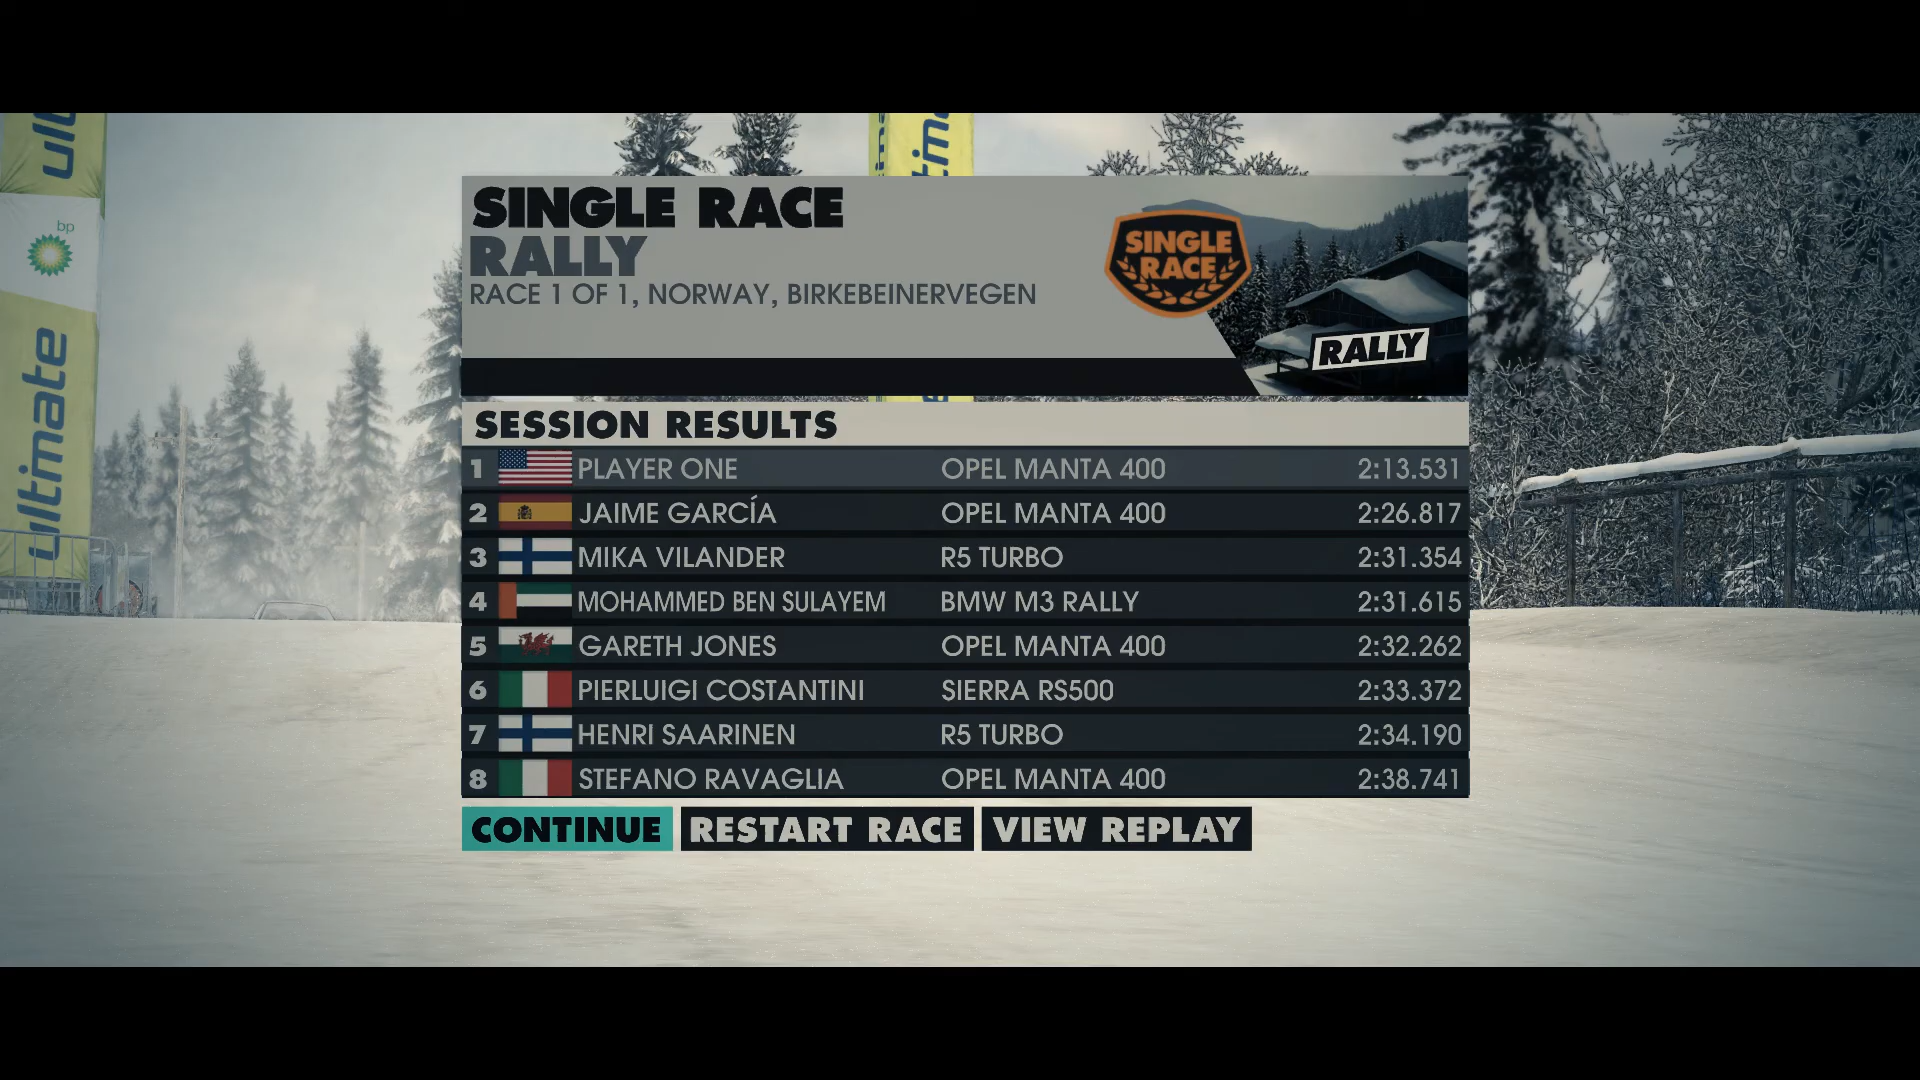 ultimate
bp
SINGLE RACE
RALLY
RACE 1 OF 1, NORWAY, BIRKEBEINERVEGEN
SINGLE
RACE
RALLY
SESSION RESULTS
1 PLAYER ONE OPEL MANTA 400 2:13.531
2 JAIME GARCÍA OPEL MANTA 400 2:26.817
3 MIKA VILANDER R5 TURBO 2:31.354
4 MOHAMMED BEN SULAYEM BMW M3 RALLY 2:31.615
5 GARETH JONES OPEL MANTA 400 2:32.262
6 PIERLUIGI COSTANTINI SIERRA RS500 2:33.372
7 HENRI SAARINEN R5 TURBO 2:34.190
8 STEFANO RAVAGLIA OPEL MANTA 400 2:38.741
CONTINUE RESTART RACE VIEW REPLAY